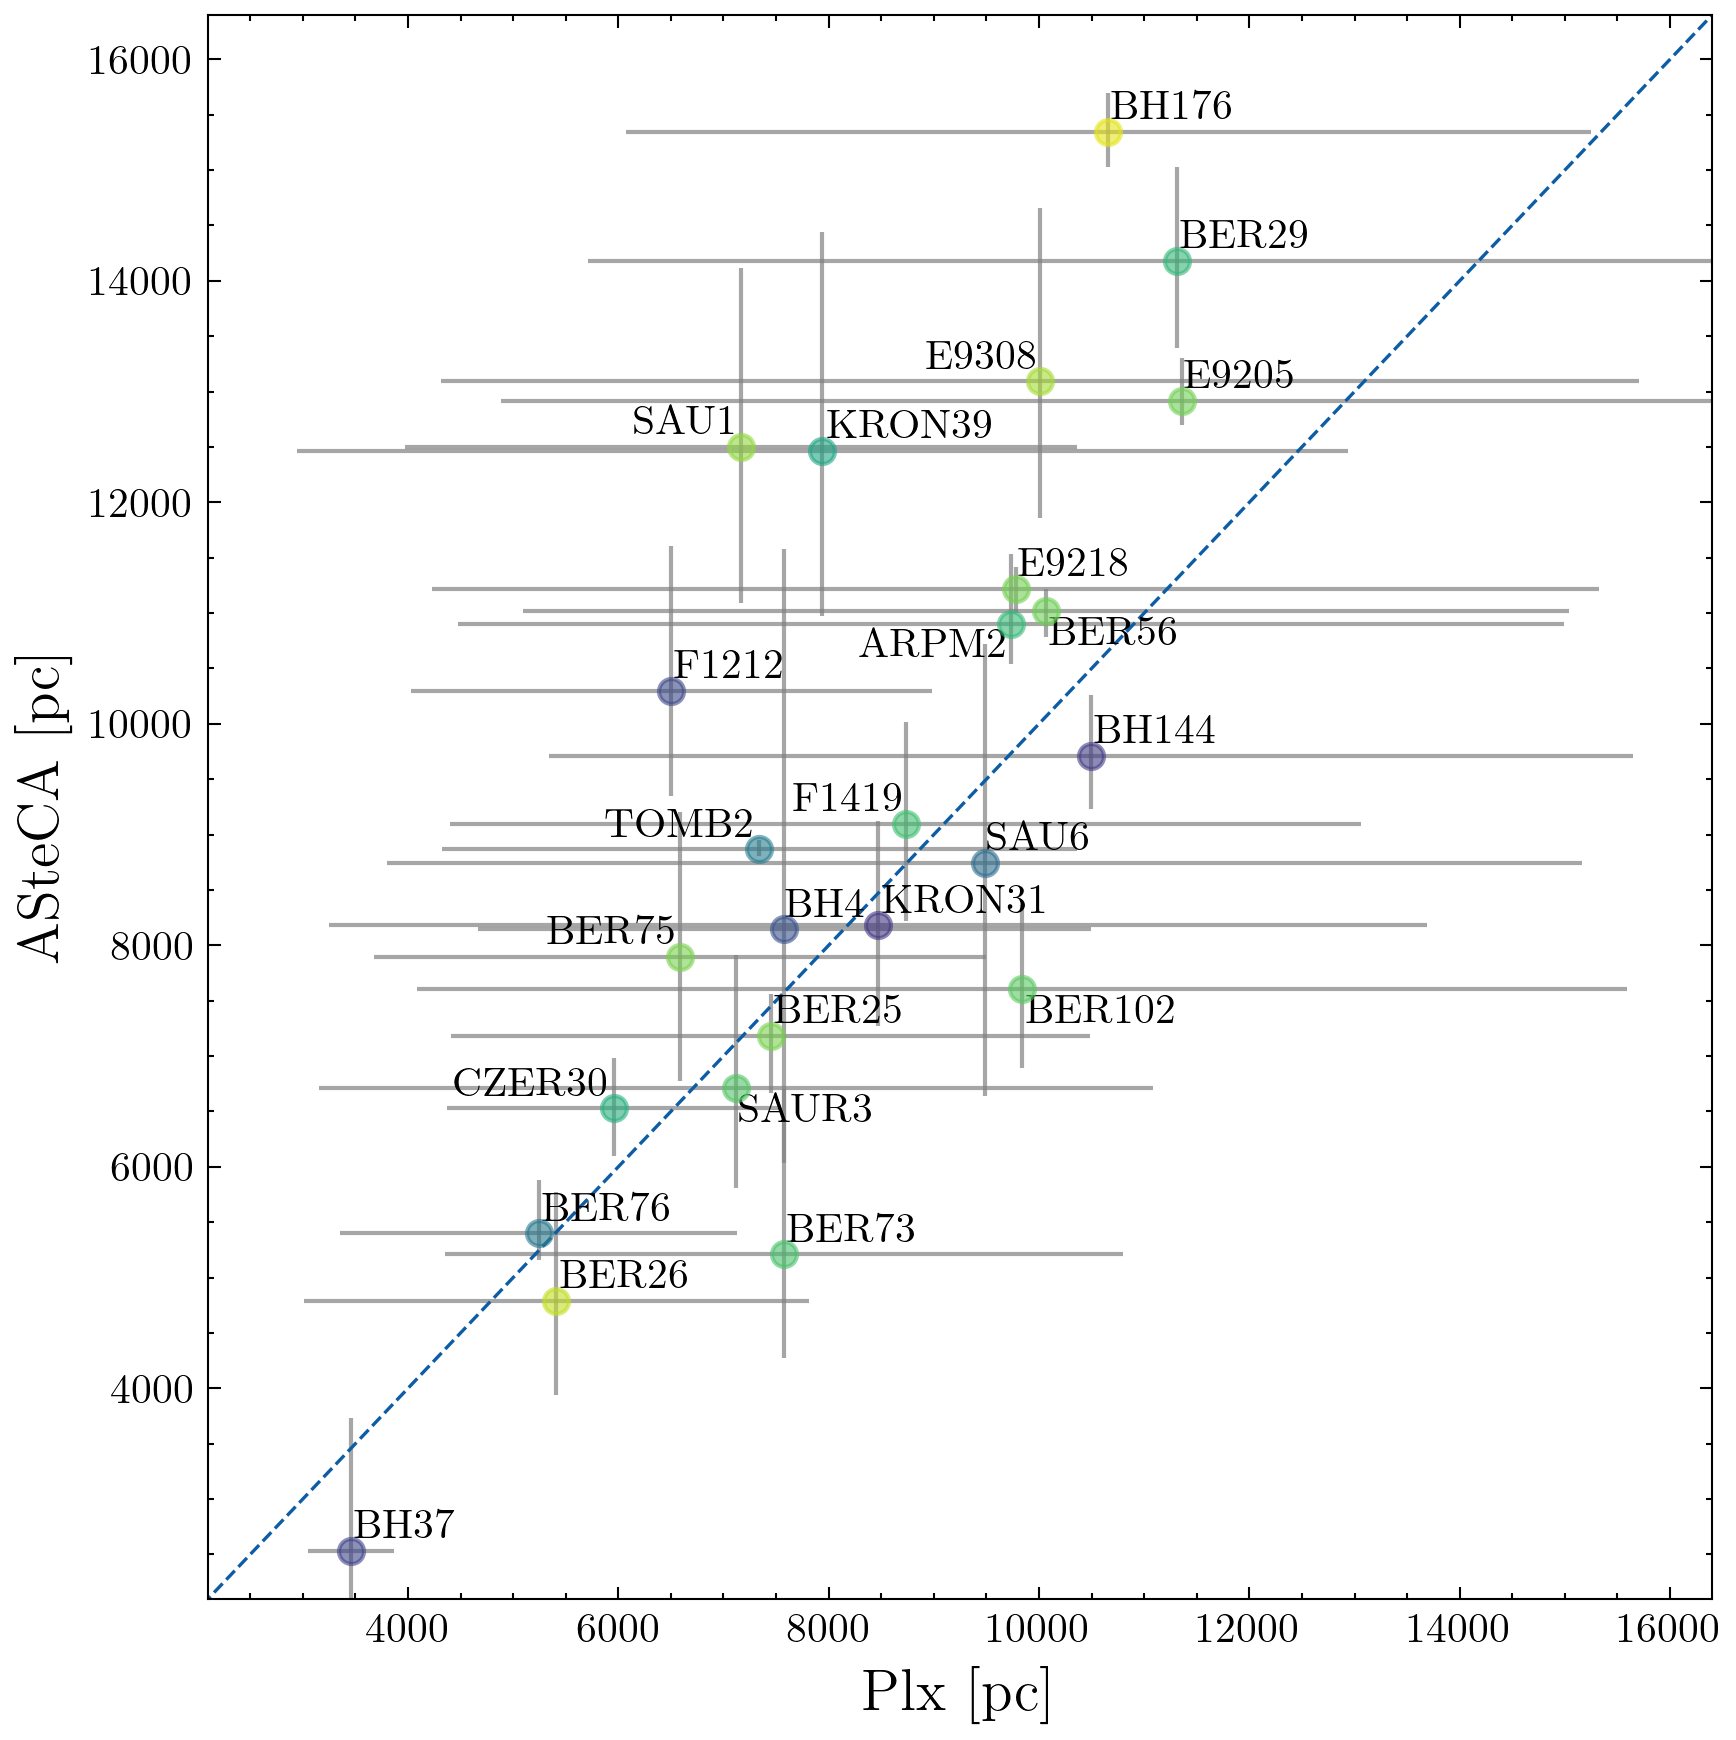 16000
BH176
BER29
14000
E9308
E9205
SAU1
KRON39
12000
E9218
ARPM2
BER56
F1212
10000
BH144
F1419
TOMB2
SAU6
BH4
KRON31
BER75
8000
BER25
BER102
CZER30
SAUR3
6000
BER76
BER73
BER26
4000
BH37
ASteCA [pc]
4000 6000 8000 10000 12000 14000 16000
Plx [pc]